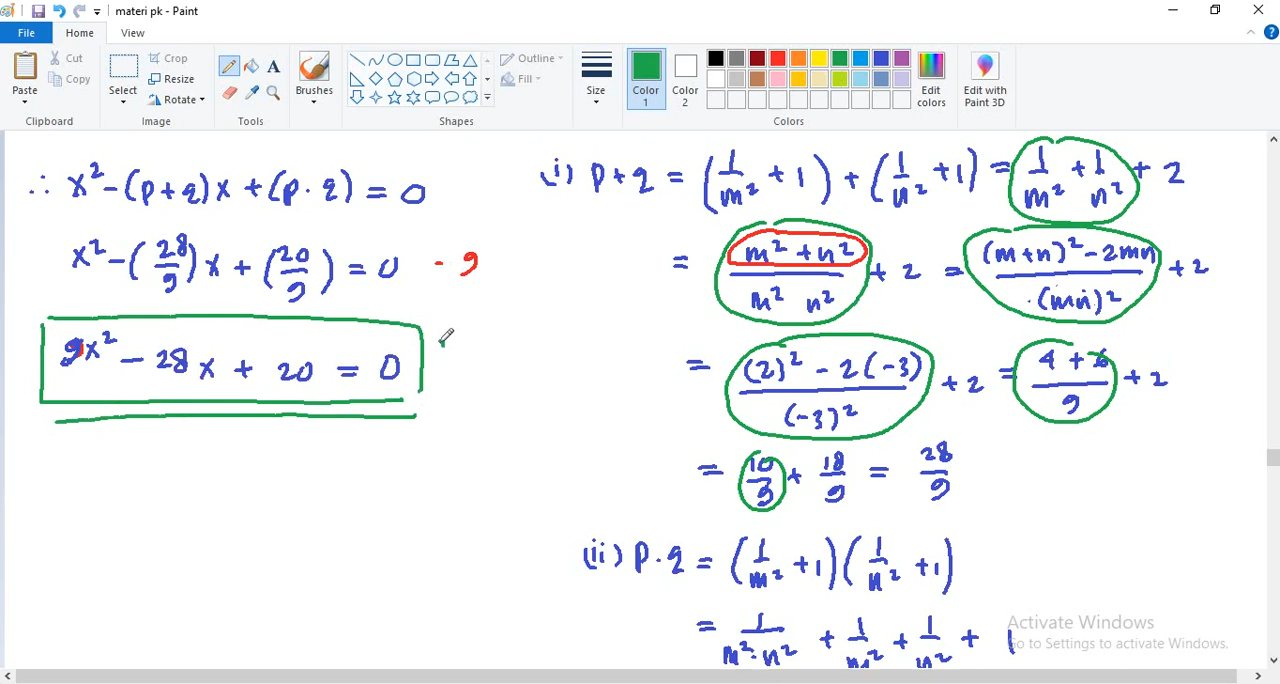 materi pk - Paint
File
Home
View
Paste
Cut
Copy
Clipboard
Select
Crop
Resize
Rotate
Image
Tools
Brushes
Shapes
Outline
Fill
Size
Color 1
Color 2
Edit colors
Edit with Paint 3D
Colors
∴ x² - (p+q)x + (p·q) = 0
x² - (28/9)x + (20/9) = 0 · 9
9x² - 28x + 20 = 0
(i) p+q = (1/m² + 1) + (1/n² + 1) = 1/m² + 1/n² + 2
= (m² + n²)/(m² n²) + 2 = ((m+n)² - 2mn)/(mn)² + 2
= ((2)² - 2(-3))/(-3)² + 2 = (4 + 6)/9 + 2
= 10/9 + 18/9 = 28/9
(ii) p·q = (1/m² + 1)(1/n² + 1)
= 1/(m²·n²) + 1/m² + 1/n² + 1
Activate Windows
Go to Settings to activate Windows.